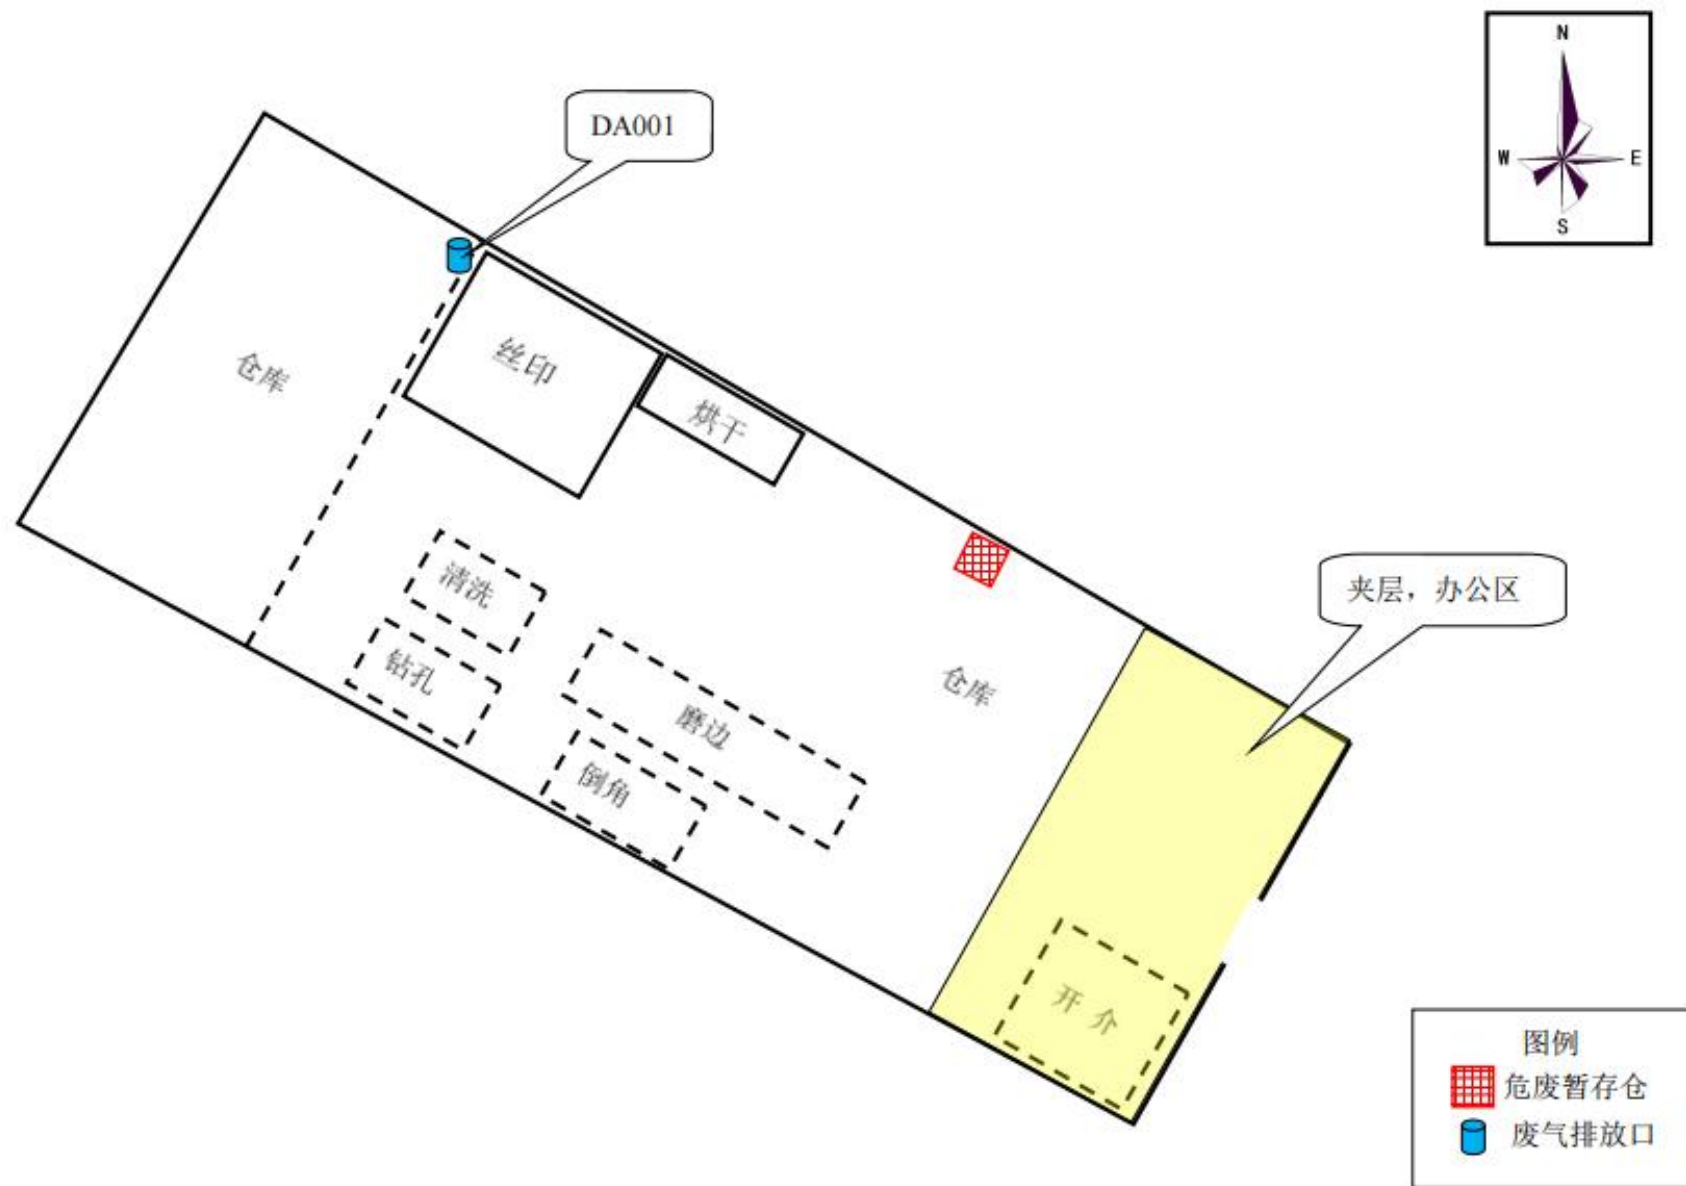 N
W
E
S
DA001
仓库
丝印
烘干
清洗
钻孔
磨边
倒角
仓库
夹层，办公区
开 介
图例
危废暂存仓
废气排放口